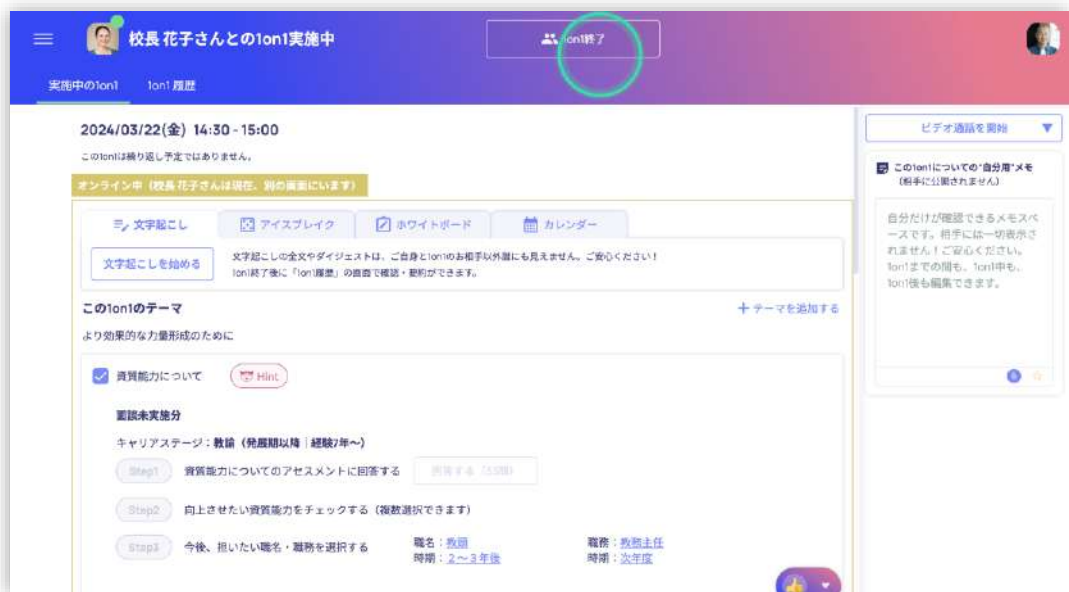 校長 花子さんとの1on1実施中
1on1終了
実施中の1on1
1on1 履歴
2024/03/22(金) 14:30 - 15:00
この1on1は繰り返し予定ではありません。
オンライン中（校長 花子さんは現在、別の画面にいます）
文字起こし
アイスブレイク
ホワイトボード
カレンダー
文字起こしを始める
文字起こしの全文やダイジェストは、ご自身と1on1のお相手以外誰にも見えません。ご安心ください！
1on1終了後に「1on1履歴」の画面で確認・要約ができます。
この1on1のテーマ
＋ テーマを追加する
より効果的な力量形成のために
資質能力について
Hint
面談未実施分
キャリアステージ：教諭（発展期以降｜経験7年〜）
Step1
資質能力についてのアセスメントに回答する
Step2
向上させたい資質能力をチェックする（複数選択できます）
Step3
今後、担いたい職名・職務を選択する
職名：教頭
時期：2〜3年後
職務：教務主任
時期：次年度
ビデオ通話を開始
この1on1についての"自分用"メモ
（相手に公開されません）
自分だけが確認できるメモスペ
ースです。相手には一切表示さ
れません！ご安心ください。
1on1までの間も、1on1中も、
1on1後も編集できます。